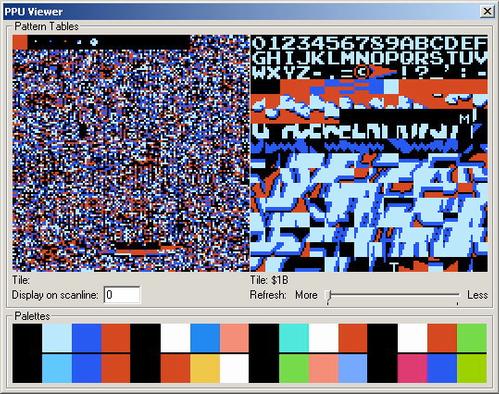 PPU Viewer
Pattern Tables
0123456789ABCDEF
GHIJKLMNOPQRSTUV
WXYZ-.=© !?_':-
M
T
Tile:
Tile: $1B
Display on scanline: 0
Refresh: More Less
Palettes